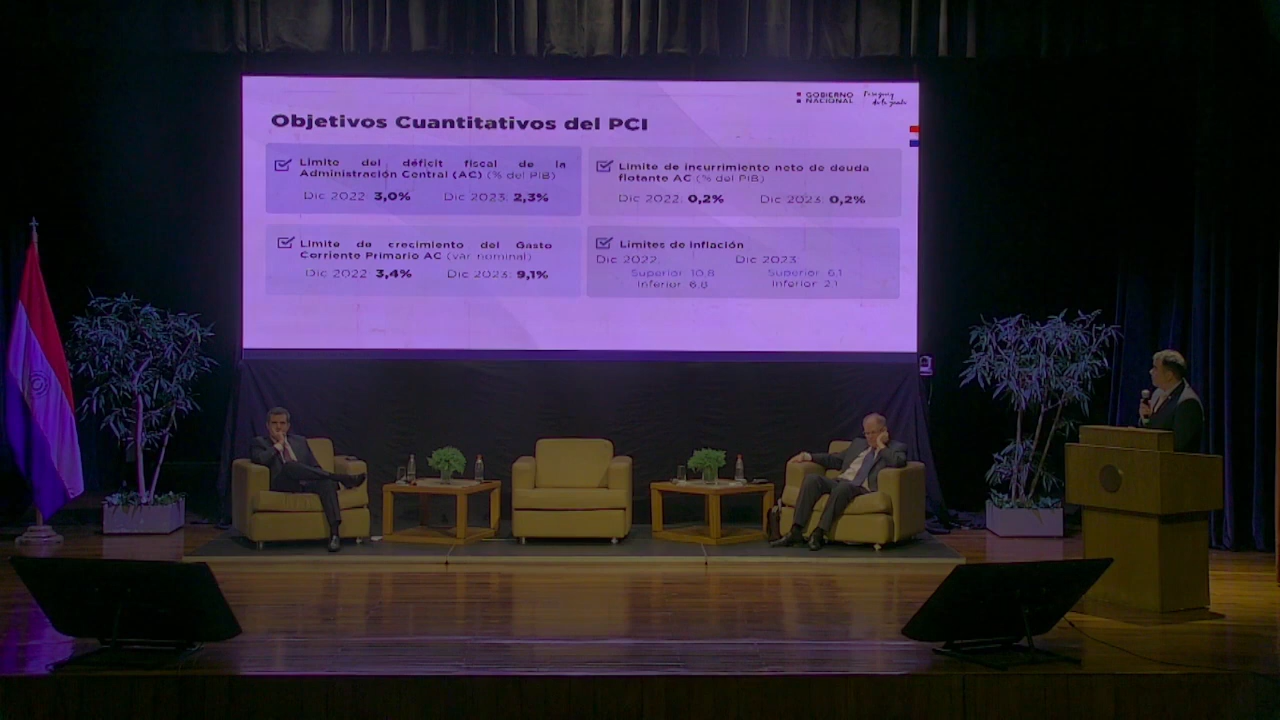 GOBIERNO
NACIONAL
Paraguay
de la gente
Objetivos Cuantitativos del PCI
Límite del déficit fiscal de la
Administración Central (AC) (% del PIB)
Dic 2022: 3,0% Dic 2023: 2,3%
Límite de incurrimiento neto de deuda
flotante AC (% del PIB)
Dic 2022: 0,2% Dic 2023: 0,2%
Límite de crecimiento del Gasto
Corriente Primario AC (var nominal)
Dic 2022: 3,4% Dic 2023: 9,1%
Límites de inflación
Dic 2022: Dic 2023
Superior 10.8 Superior 6.1
Inferior 6.8 Inferior 2.1